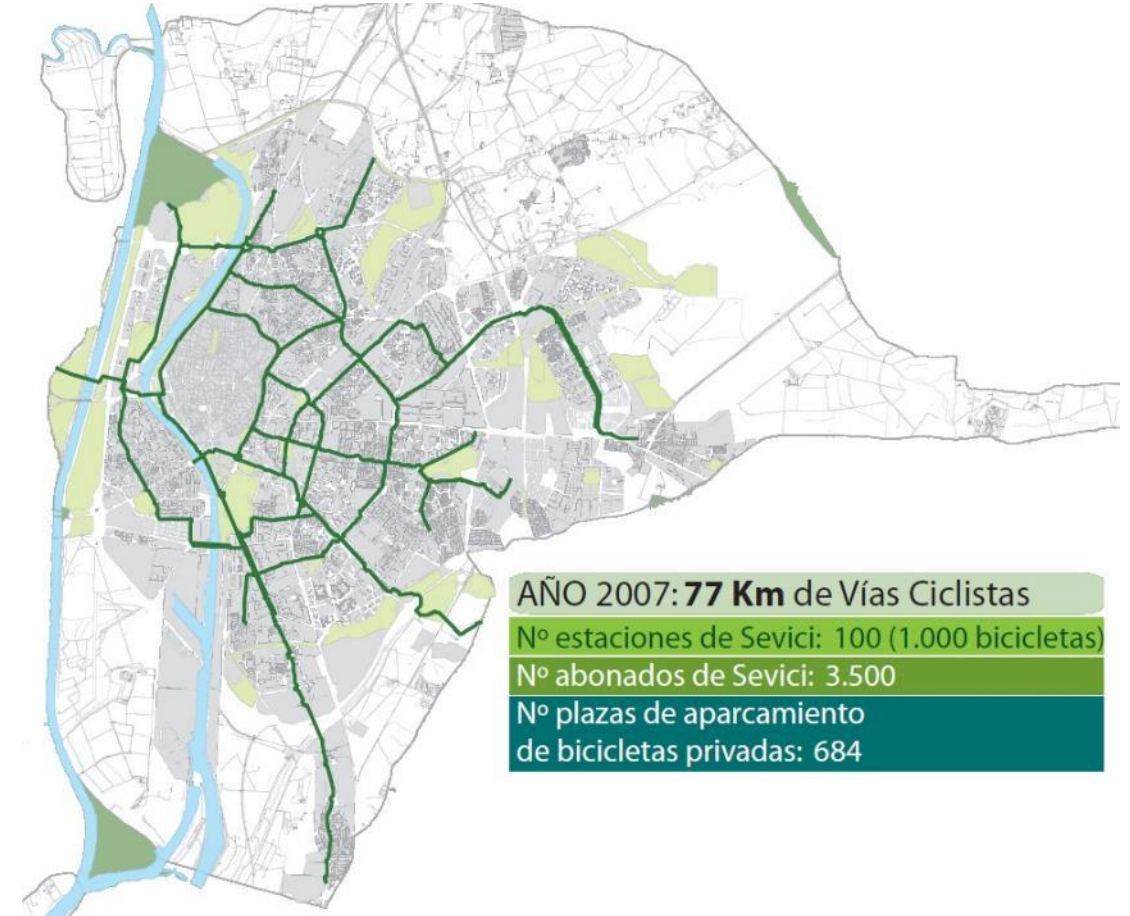 AÑO 2007: 77 Km de Vías Ciclistas
Nº estaciones de Sevici: 100 (1.000 bicicletas)
Nº abonados de Sevici: 3.500
Nº plazas de aparcamiento
de bicicletas privadas: 684